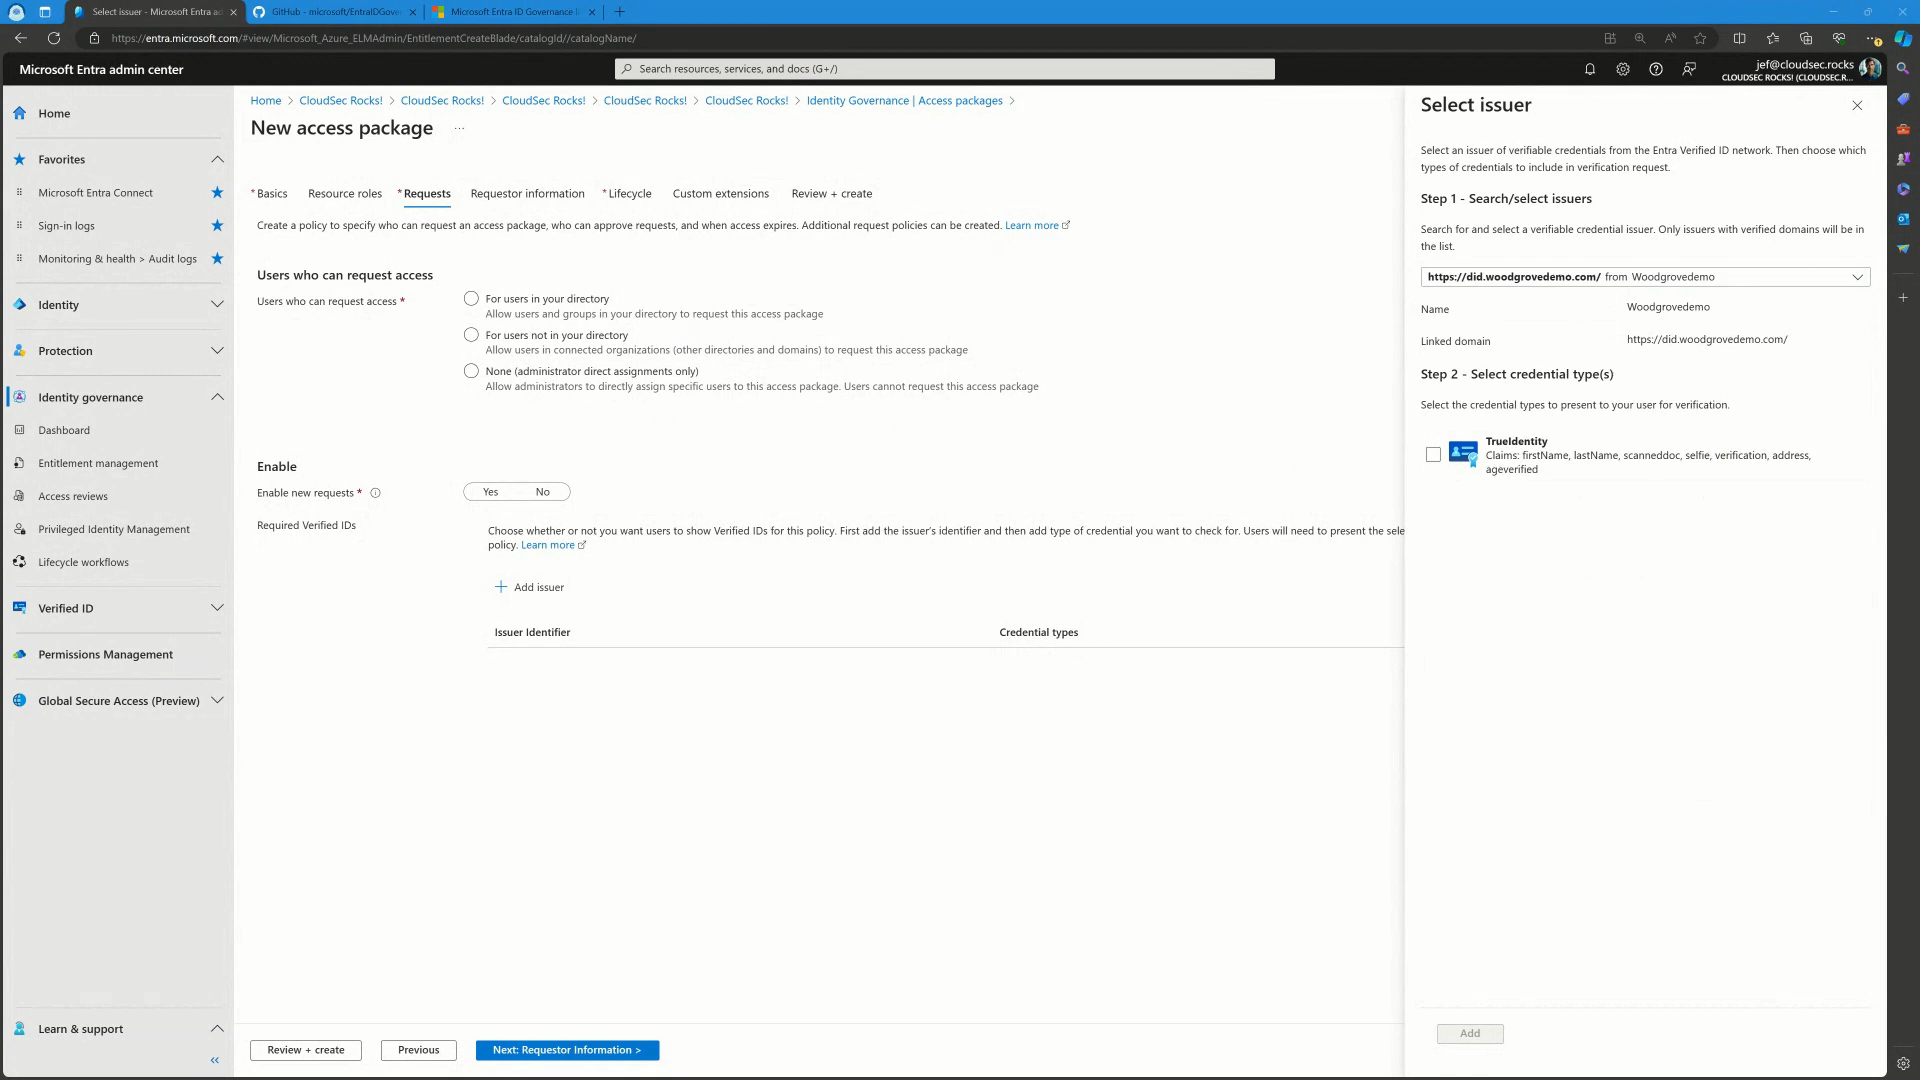 Select issuer - Microsoft Entra ad
GitHub - microsoft/EntraIDGover
Microsoft Entra ID Governance l
https://entra.microsoft.com/#view/Microsoft_Azure_ELMAdmin/EntitlementCreateBlade/catalogId//catalogName/
Microsoft Entra admin center
Search resources, services, and docs (G+/)
jef@cloudsec.rocks
CLOUDSEC ROCKS! (CLOUDSEC.R...
Home
Favorites
Microsoft Entra Connect
Sign-in logs
Monitoring & health > Audit logs
Identity
Protection
Identity governance
Dashboard
Entitlement management
Access reviews
Privileged Identity Management
Lifecycle workflows
Verified ID
Permissions Management
Global Secure Access (Preview)
Learn & support
Home > CloudSec Rocks! > CloudSec Rocks! > CloudSec Rocks! > CloudSec Rocks! > CloudSec Rocks! > Identity Governance | Access packages >
New access package ...
* Basics Resource roles * Requests Requestor information * Lifecycle Custom extensions Review + create
Create a policy to specify who can request an access package, who can approve requests, and when access expires. Additional request policies can be created. Learn more
Users who can request access
Users who can request access *
For users in your directory
Allow users and groups in your directory to request this access package
For users not in your directory
Allow users in connected organizations (other directories and domains) to request this access package
None (administrator direct assignments only)
Allow administrators to directly assign specific users to this access package. Users cannot request this access package
Enable
Enable new requests *
Yes No
Required Verified IDs
Choose whether or not you want users to show Verified IDs for this policy. First add the issuer's identifier and then add type of credential you want to check for. Users will need to present the sele
policy. Learn more
Add issuer
Issuer Identifier Credential types
Review + create
Previous
Next: Requestor Information >
Select issuer
Select an issuer of verifiable credentials from the Entra Verified ID network. Then choose which
types of credentials to include in verification request.
Step 1 - Search/select issuers
Search for and select a verifiable credential issuer. Only issuers with verified domains will be in
the list.
https://did.woodgrovedemo.com/ from Woodgrovedemo
Name Woodgrovedemo
Linked domain https://did.woodgrovedemo.com/
Step 2 - Select credential type(s)
Select the credential types to present to your user for verification.
TrueIdentity
Claims: firstName, lastName, scanneddoc, selfie, verification, address,
ageverified
Add